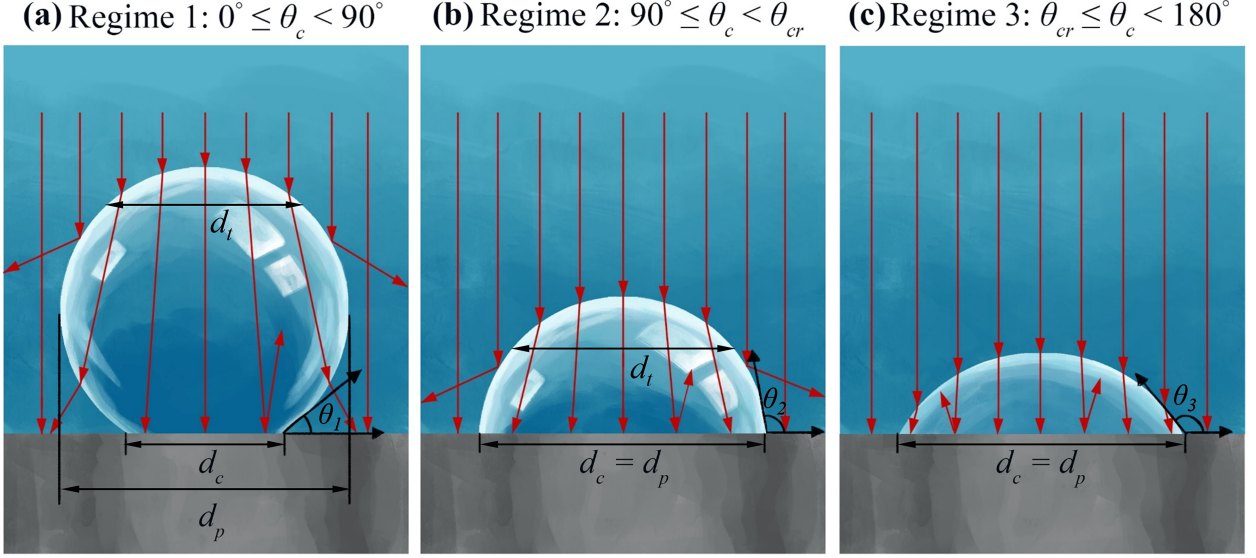 (a) Regime 1: 0° ≤ θc < 90°
(b) Regime 2: 90° ≤ θc < θcr
(c) Regime 3: θcr ≤ θc < 180°
dt
θ1
dc
dp
dt
θ2
dc = dp
θ3
dc = dp